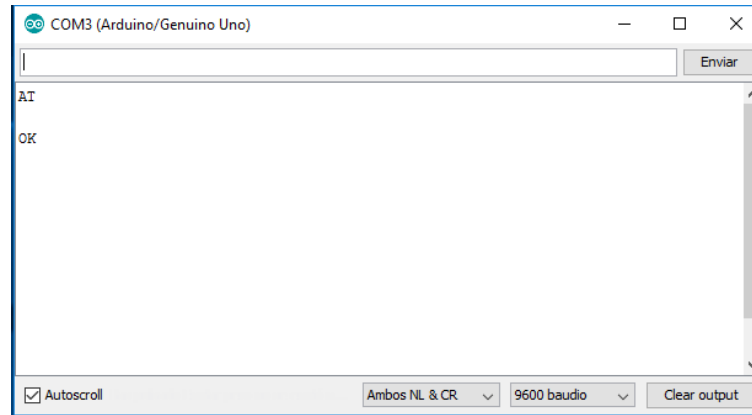 COM3 (Arduino/Genuino Uno)
Enviar
AT
OK
Autoscroll
Ambos NL & CR
9600 baudio
Clear output